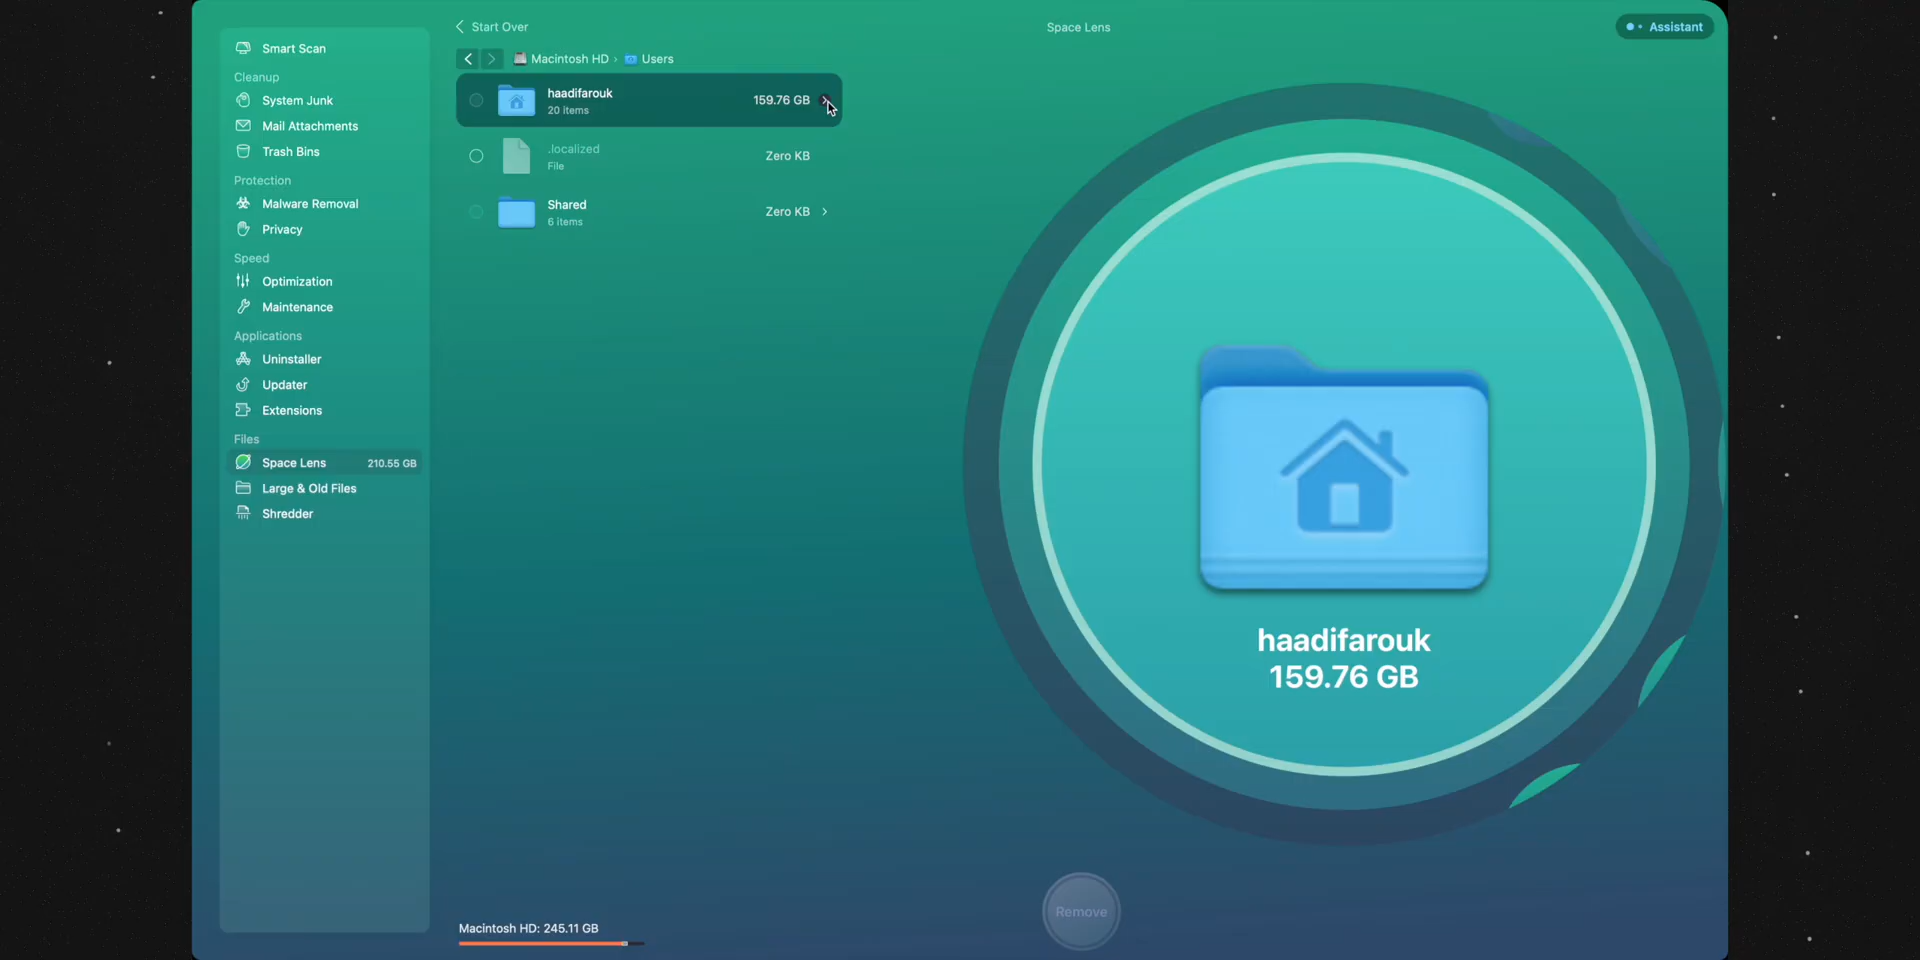 Smart Scan
Cleanup
System Junk
Mail Attachments
Trash Bins
Protection
Malware Removal
Privacy
Speed
Optimization
Maintenance
Applications
Uninstaller
Updater
Extensions
Files
Space Lens 210.55 GB
Large & Old Files
Shredder
Start Over
Space Lens
Assistant
Macintosh HD › Users
haadifarouk 159.76 GB
20 items
.localized Zero KB
File
Shared Zero KB
6 items
haadifarouk
159.76 GB
Remove
Macintosh HD: 245.11 GB